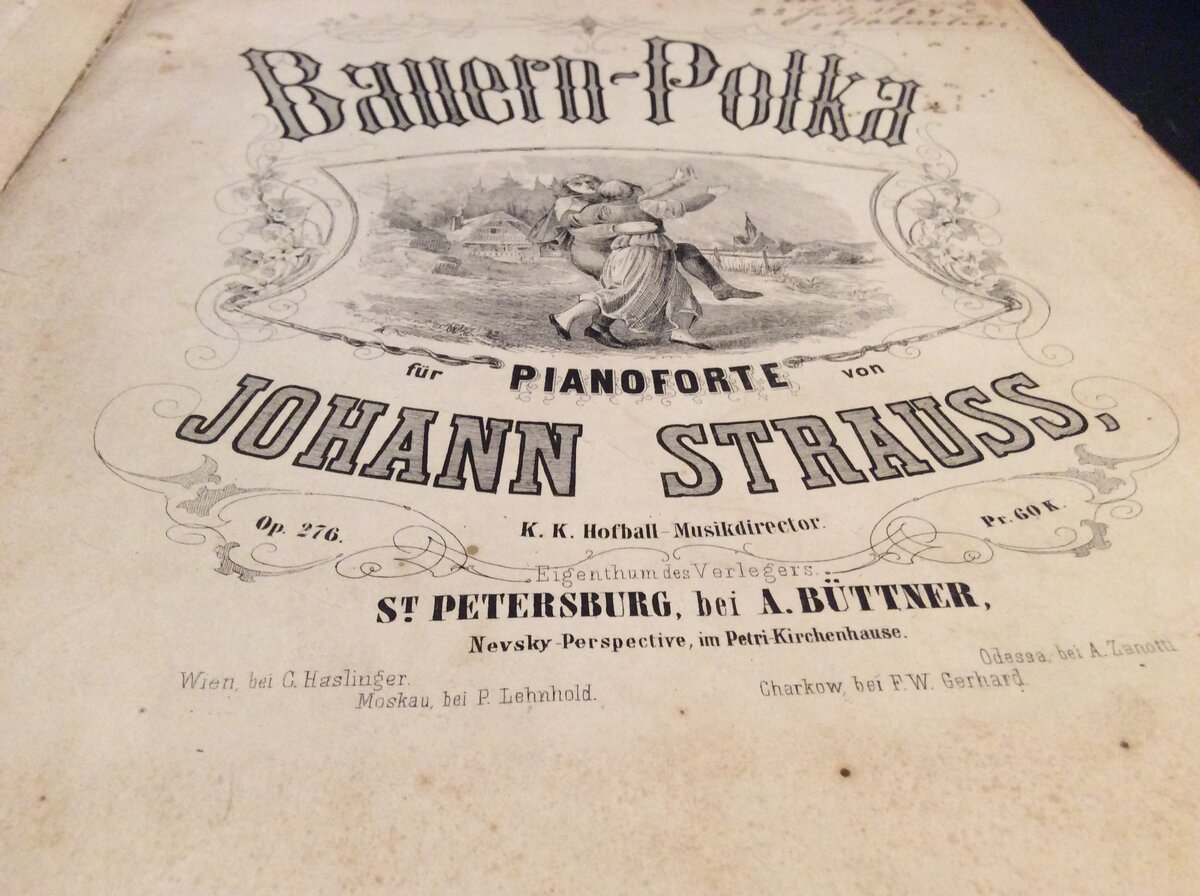 Bauern-Polka
für PIANOFORTE von
JOHANN STRAUSS,
Op. 276.
K. K. Hofball-Musikdirector.
Pr. 60 K.
Eigenthum des Verlegers.
ST PETERSBURG, bei A. BÜTTNER,
Nevsky-Perspective, im Petri-Kirchenhause.
Wien, bei C. Haslinger.
Moskau, bei P. Lehnhold.
Charkow, bei F. W. Gerhard.
Odessa, bei A. Zanotti